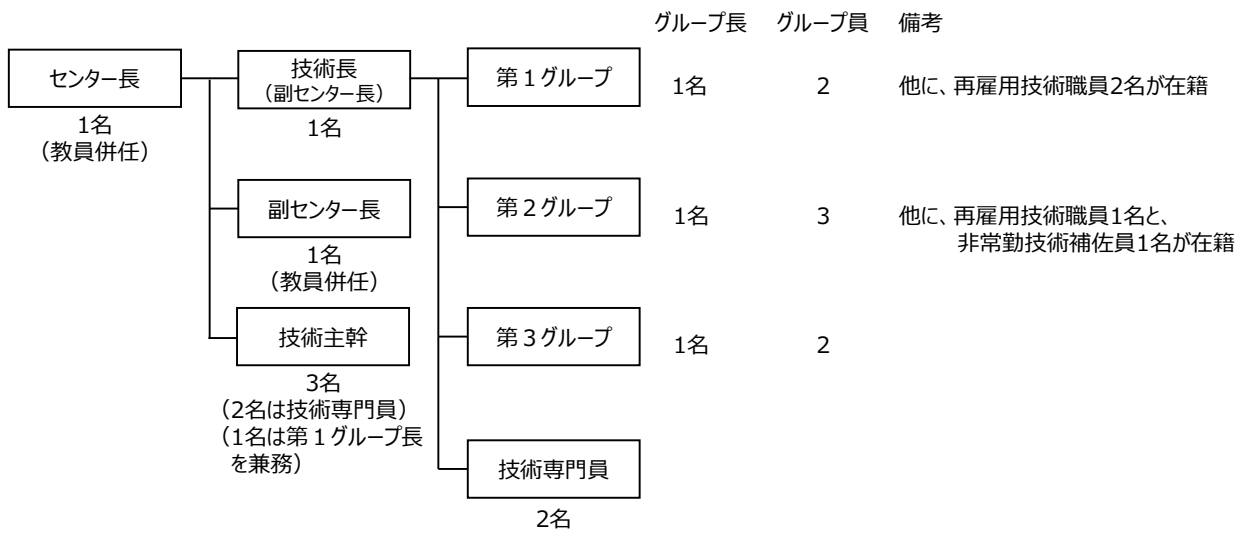 グループ長 グループ員 備考
センター長
1名
（教員併任）
技術長
（副センター長）
1名
第１グループ
1名 2 他に、再雇用技術職員2名が在籍
副センター長
1名
（教員併任）
第２グループ
1名 3 他に、再雇用技術職員1名と、
非常勤技術補佐員1名が在籍
技術主幹
3名
（2名は技術専門員）
（1名は第１グループ長
を兼務）
第３グループ
1名 2
技術専門員
2名